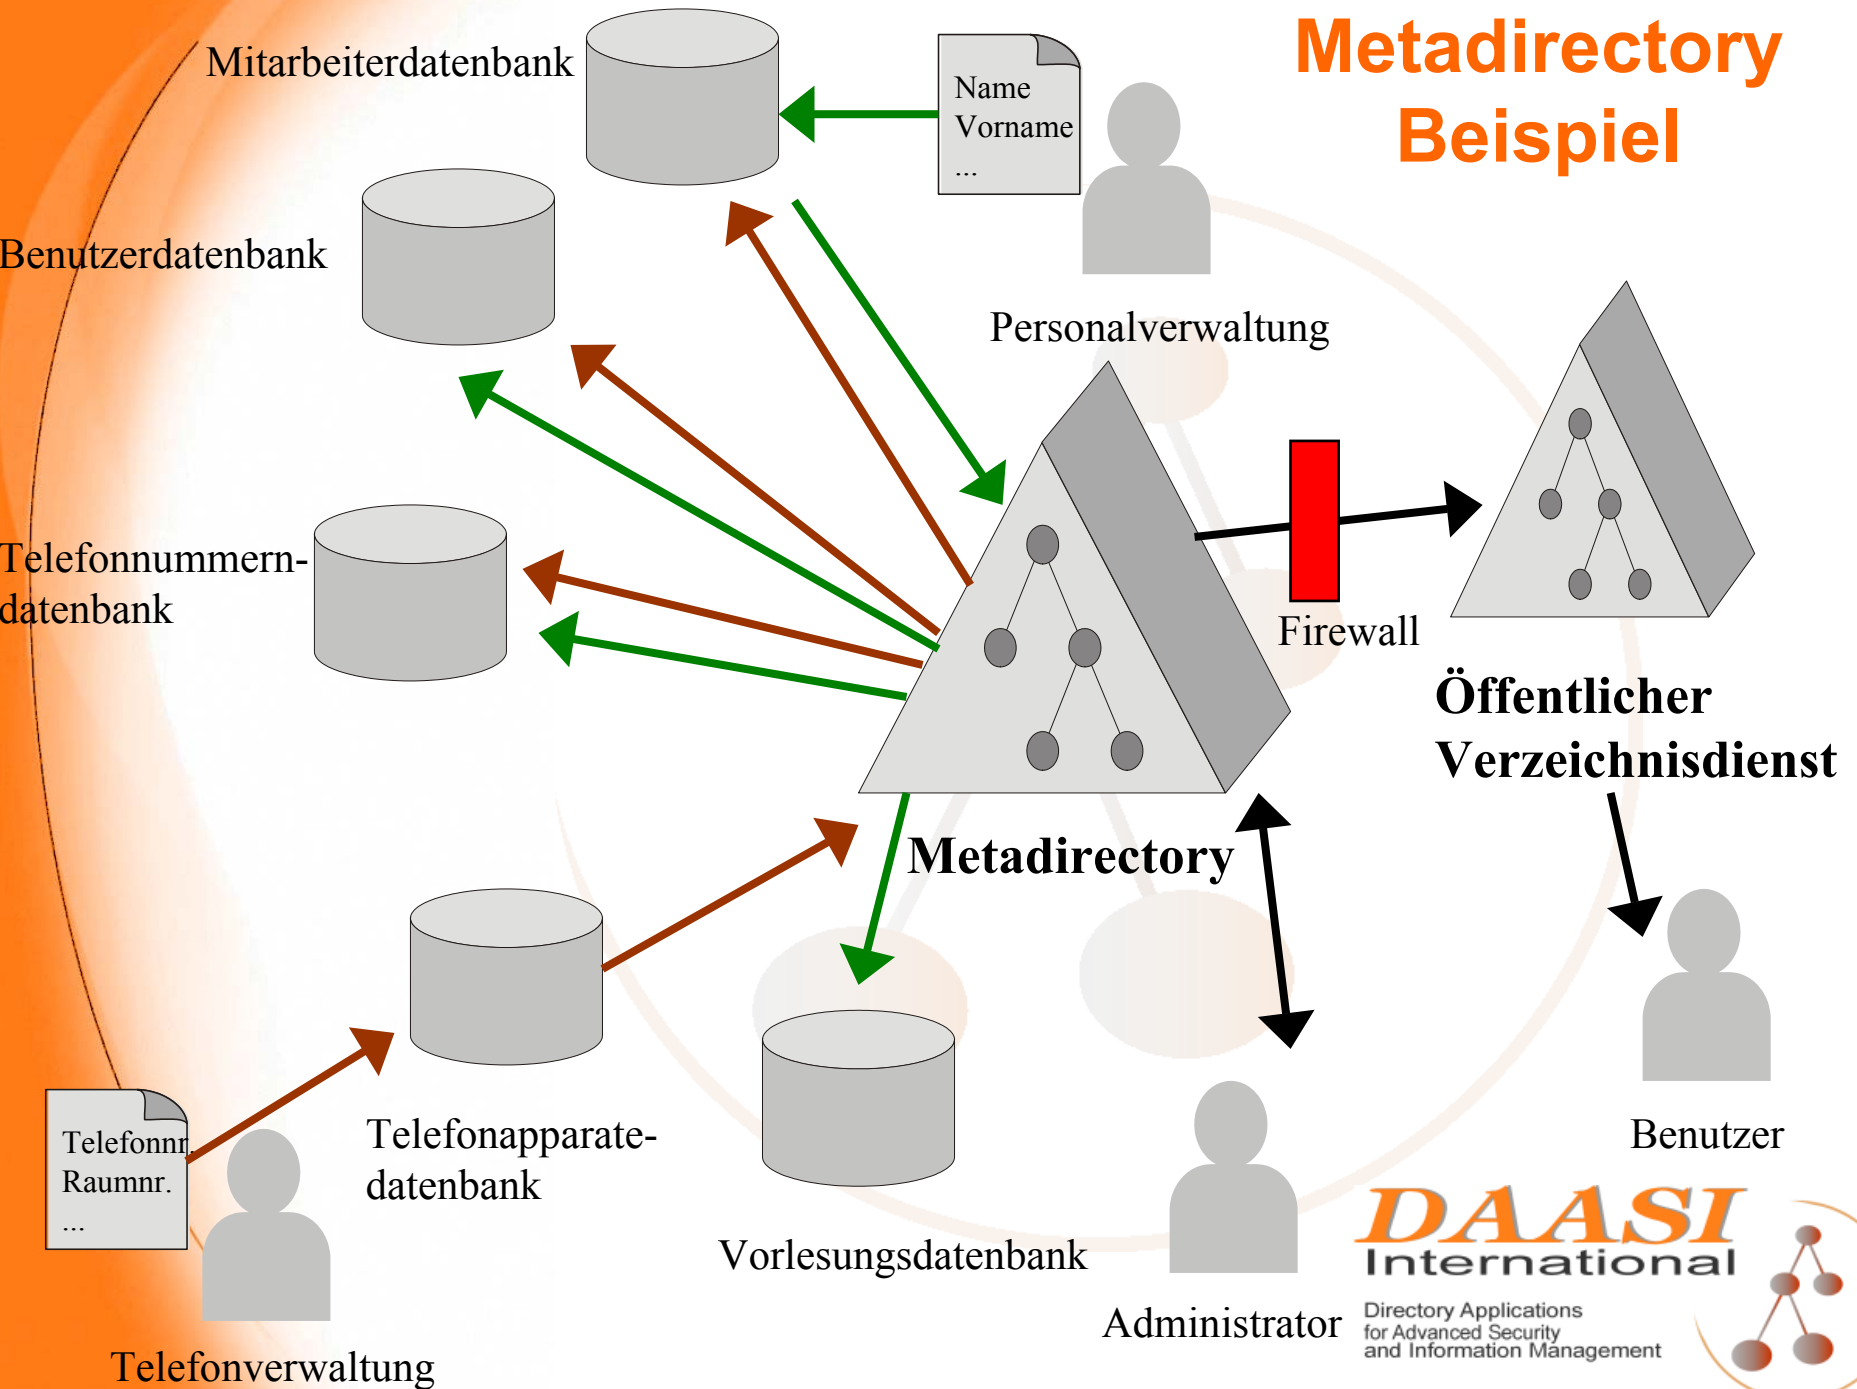 Metadirectory
Beispiel
Mitarbeiterdatenbank
Name
Vorname
...
Benutzerdatenbank
Personalverwaltung
Telefonnummern-
datenbank
Firewall
Öffentlicher
Verzeichnisdienst
Metadirectory
Telefonnr.
Raumnr.
...
Telefonapparate-
datenbank
Benutzer
Vorlesungsdatenbank
Administrator
Telefonverwaltung
DAASI
International
Directory Applications
for Advanced Security
and Information Management